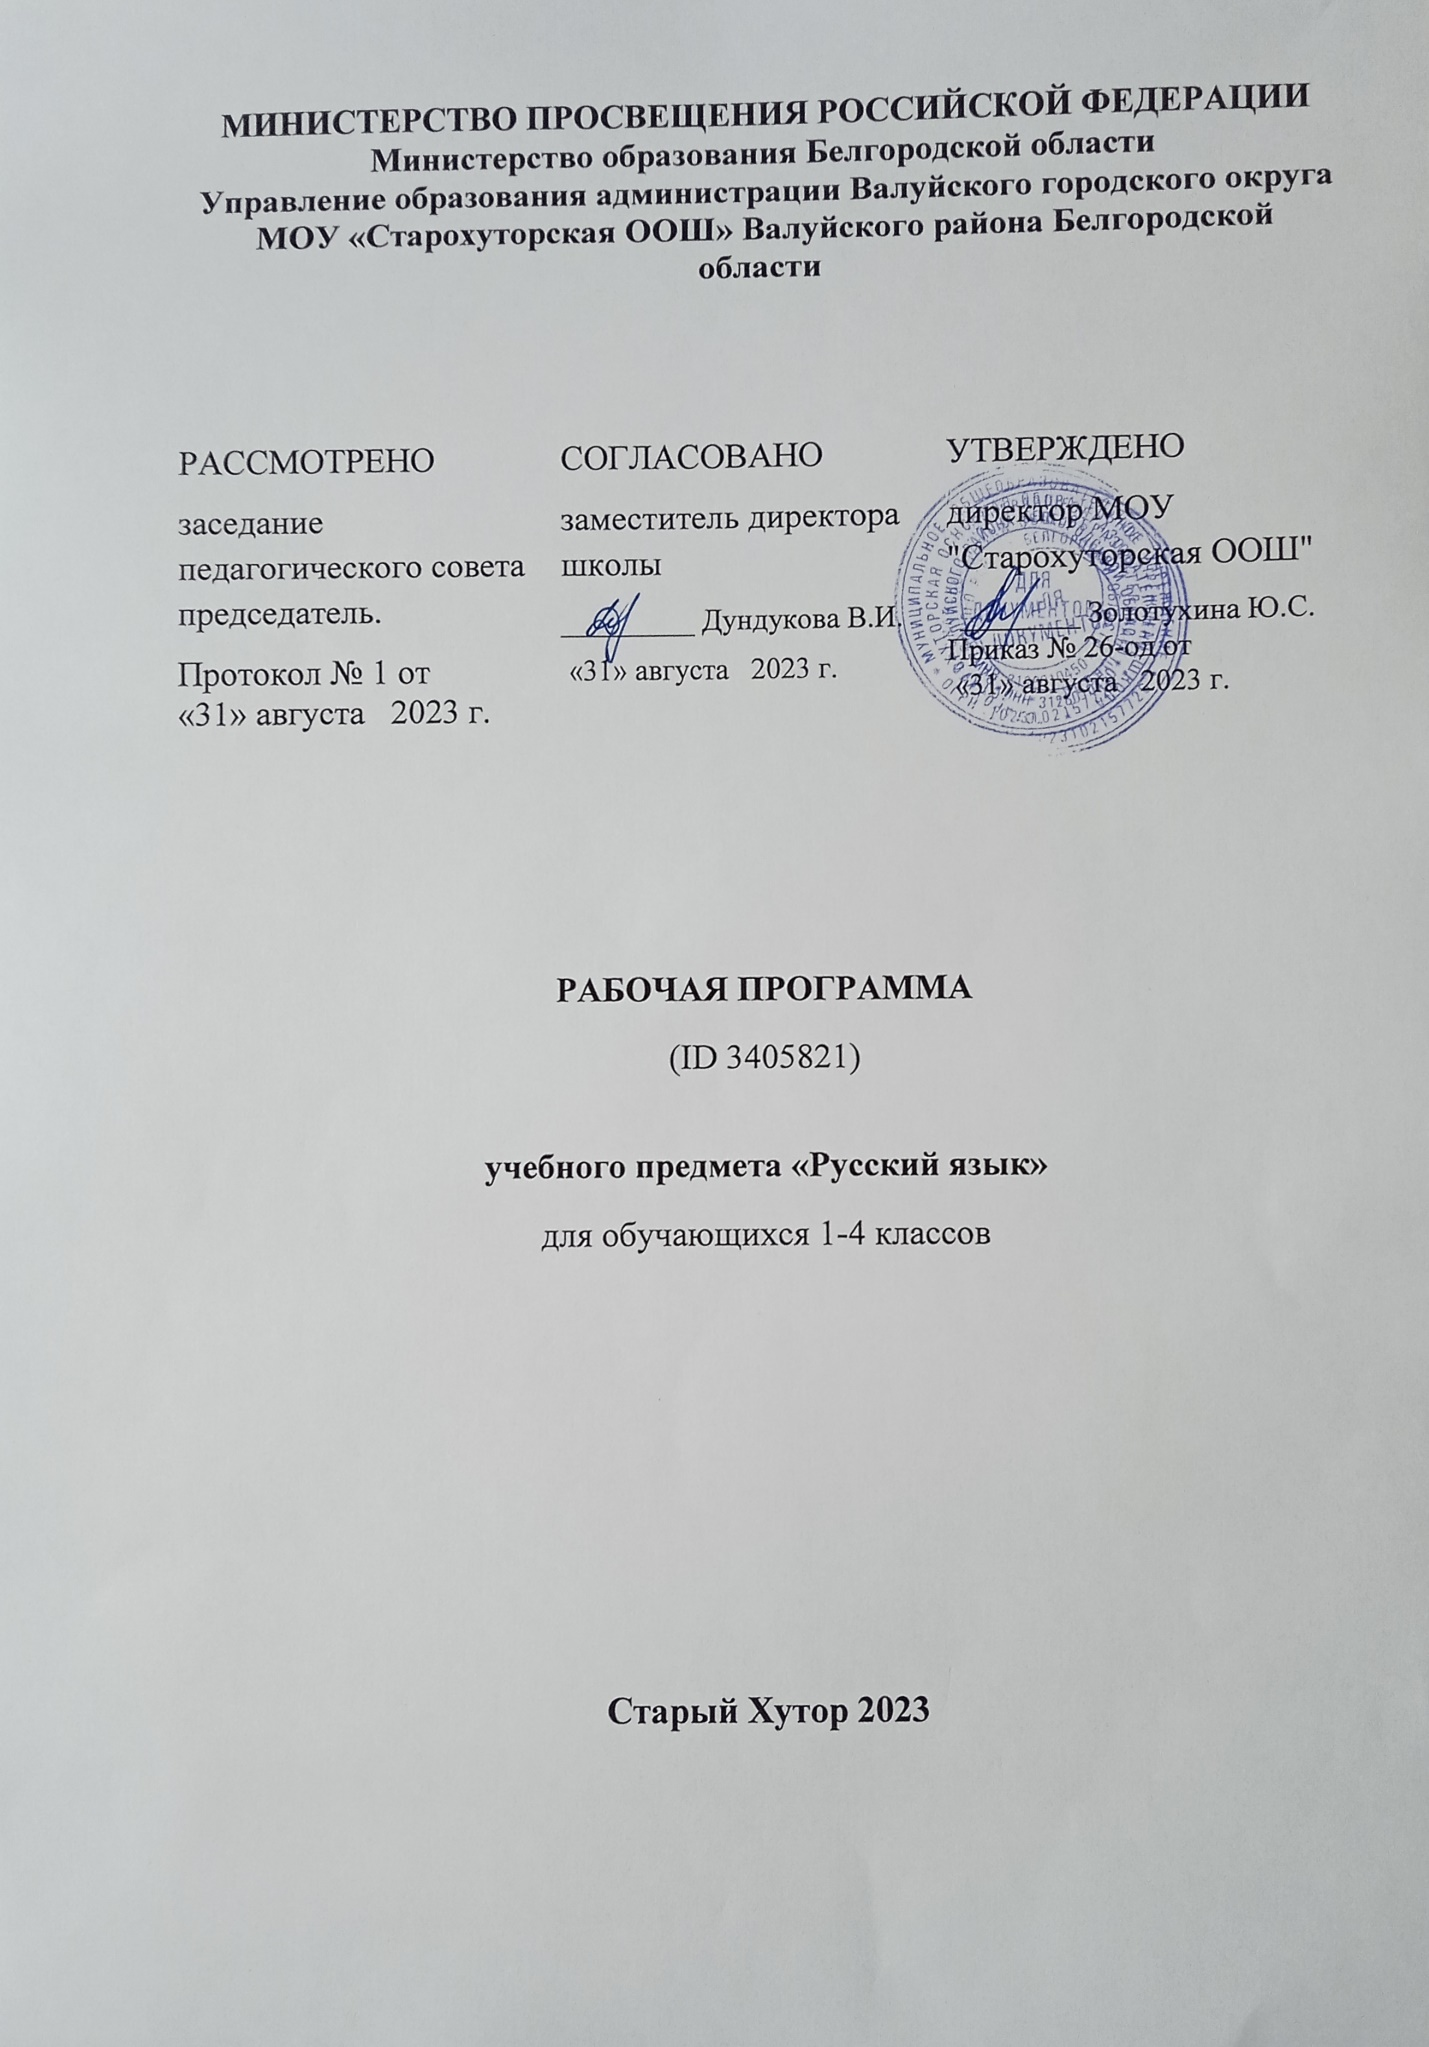 МИНИСТЕРСТВО ПРОСВЕЩЕНИЯ РОССИЙСКОЙ ФЕДЕРАЦИИ
Министерство образования Белгородской области
Управление образования администрации Валуйского городского округа
МОУ «Старохуторская ООШ» Валуйского района Белгородской
области
РАССМОТРЕНО
заседание
педагогического совета
председатель.
Протокол № 1 от
«31» августа 2023 г.
СОГЛАСОВАНО
заместитель директора
школы
Дундукова В.И.
«31» августа 2023 г.
УТВЕРЖДЕНО
директор МОУ
"Старохуторская ООШ"
Золотухина Ю.С.
Приказ № 26-од от
«31» августа 2023 г.
ДЛЯ
ДОКУМЕНТОВ
РАБОЧАЯ ПРОГРАММА
(ID 3405821)
учебного предмета «Русский язык»
для обучающихся 1-4 классов
Старый Хутор 2023